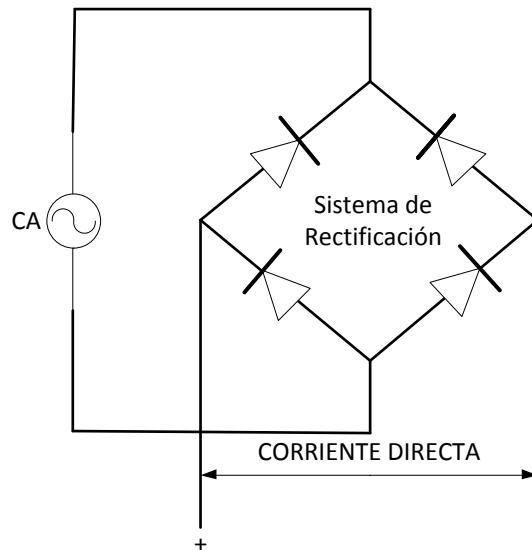 CA
Sistema de
Rectificación
CORRIENTE DIRECTA
+